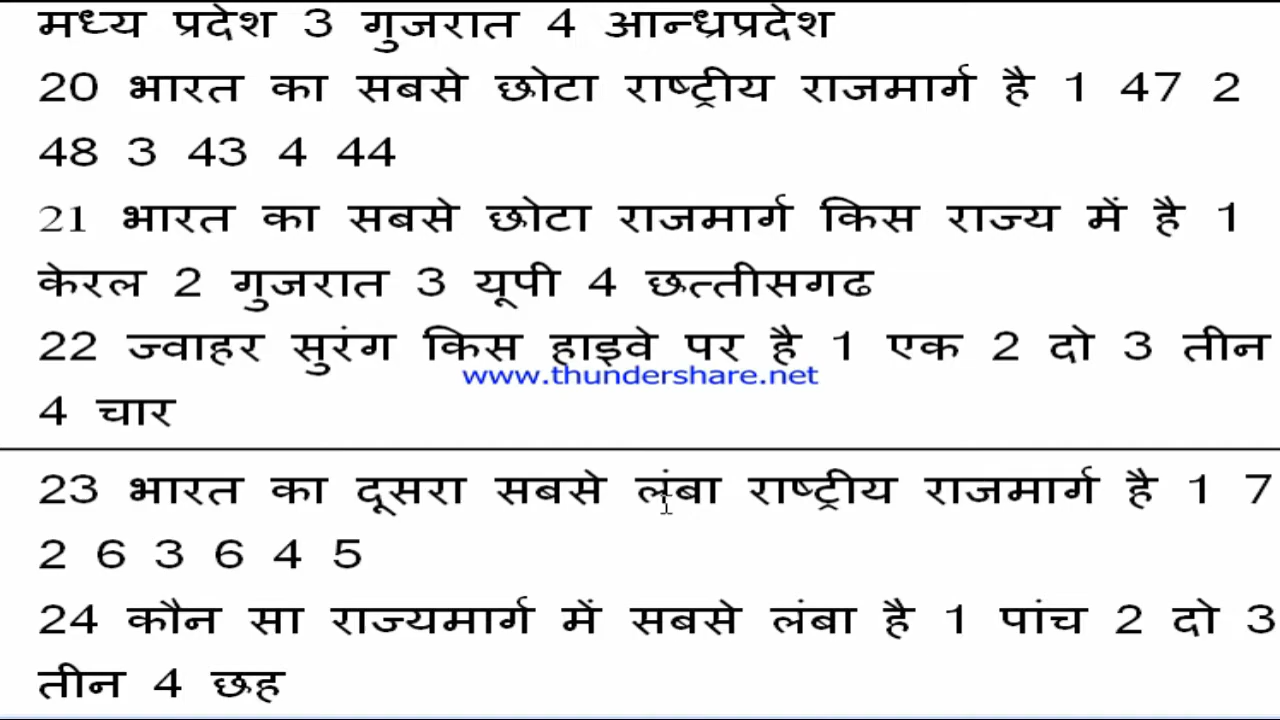 मध्य प्रदेश 3 गुजरात 4 आन्ध्रप्रदेश
20 भारत का सबसे छोटा राष्ट्रीय राजमार्ग है 1 47 2
48 3 43 4 44
21 भारत का सबसे छोटा राजमार्ग किस राज्य में है 1
केरल 2 गुजरात 3 यूपी 4 छत्तीसगढ
22 ज्वाहर सुरंग किस हाइवे पर है 1 एक 2 दो 3 तीन
www.thundershare.net
4 चार
23 भारत का दूसरा सबसे लंबा राष्ट्रीय राजमार्ग है 1 7
2 6 3 6 4 5
24 कौन सा राज्यमार्ग में सबसे लंबा है 1 पांच 2 दो 3
तीन 4 छह